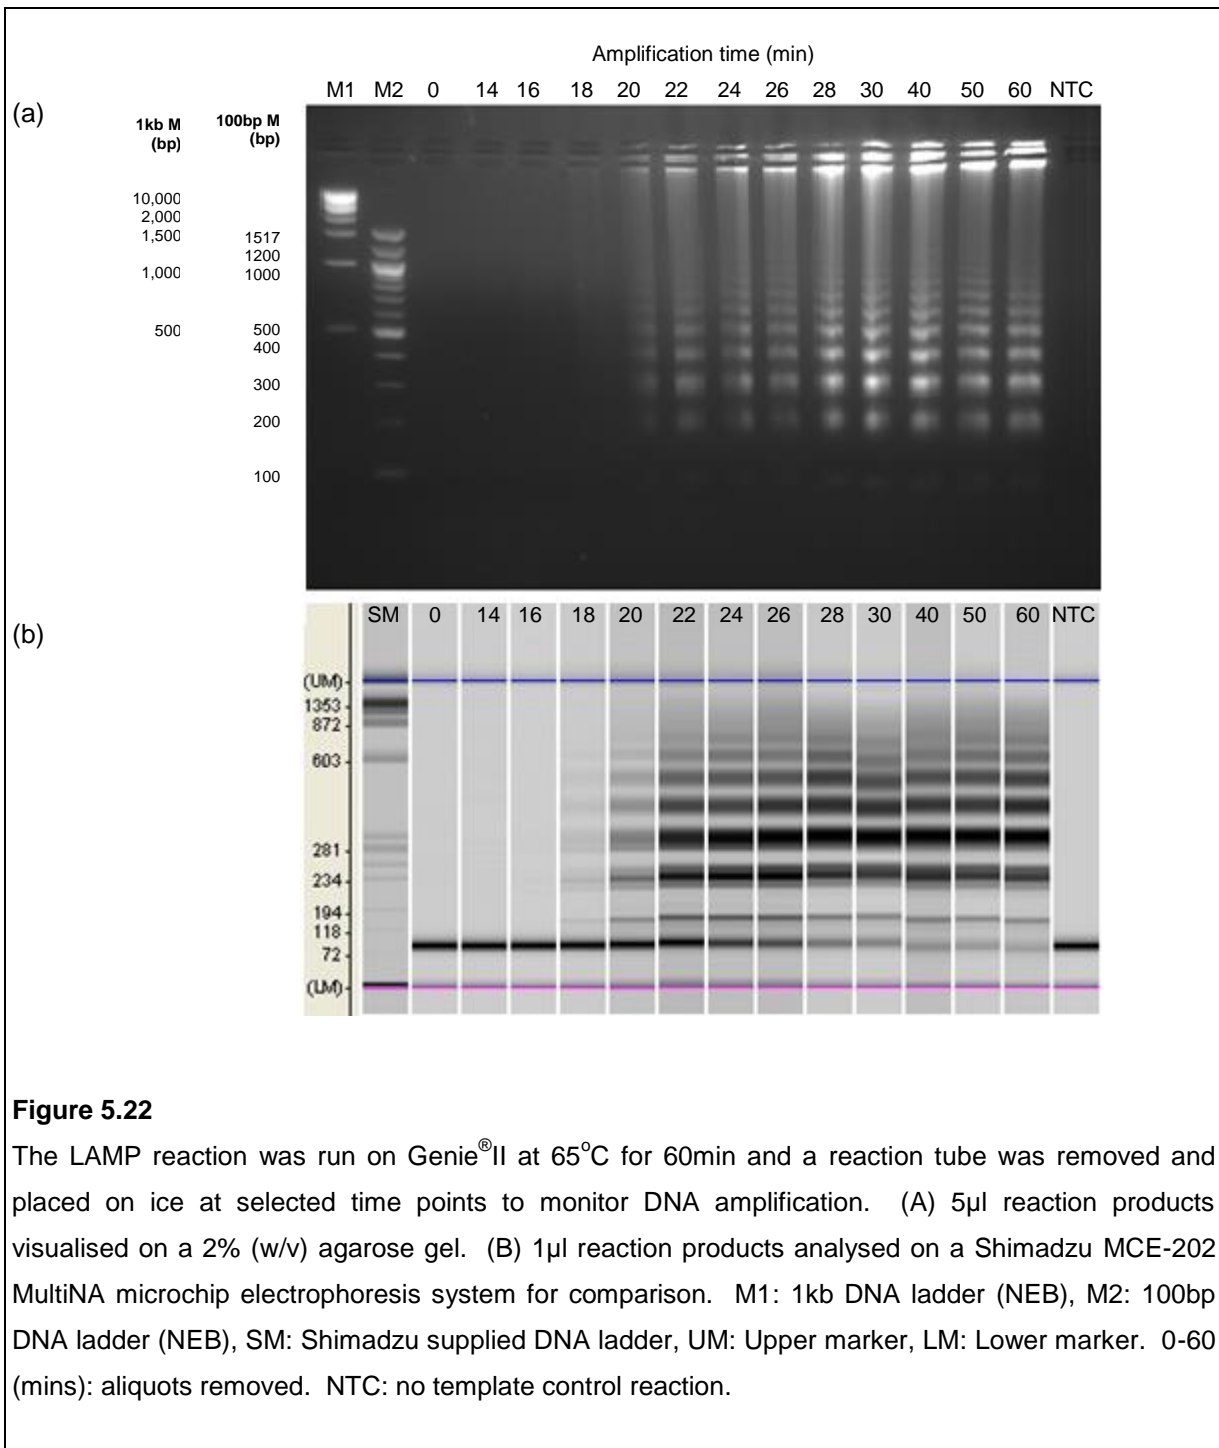 Amplification time (min)
M1 M2 0 14 16 18 20 22 24 26 28 30 40 50 60 NTC
(a)
1kb M
(bp)
100bp M
(bp)
10,000
2,000
1,500
1,000
500
1517
1200
1000
500
400
300
200
100
(b)
SM 0 14 16 18 20 22 24 26 28 30 40 50 60 NTC
(UM)
1353
872
603
281
234
194
118
72
(LM)
Figure 5.22
The LAMP reaction was run on Genie®II at 65°C for 60min and a reaction tube was removed and
placed on ice at selected time points to monitor DNA amplification. (A) 5µl reaction products
visualised on a 2% (w/v) agarose gel. (B) 1µl reaction products analysed on a Shimadzu MCE-202
MultiNA microchip electrophoresis system for comparison. M1: 1kb DNA ladder (NEB), M2: 100bp
DNA ladder (NEB), SM: Shimadzu supplied DNA ladder, UM: Upper marker, LM: Lower marker. 0-60
(mins): aliquots removed. NTC: no template control reaction.